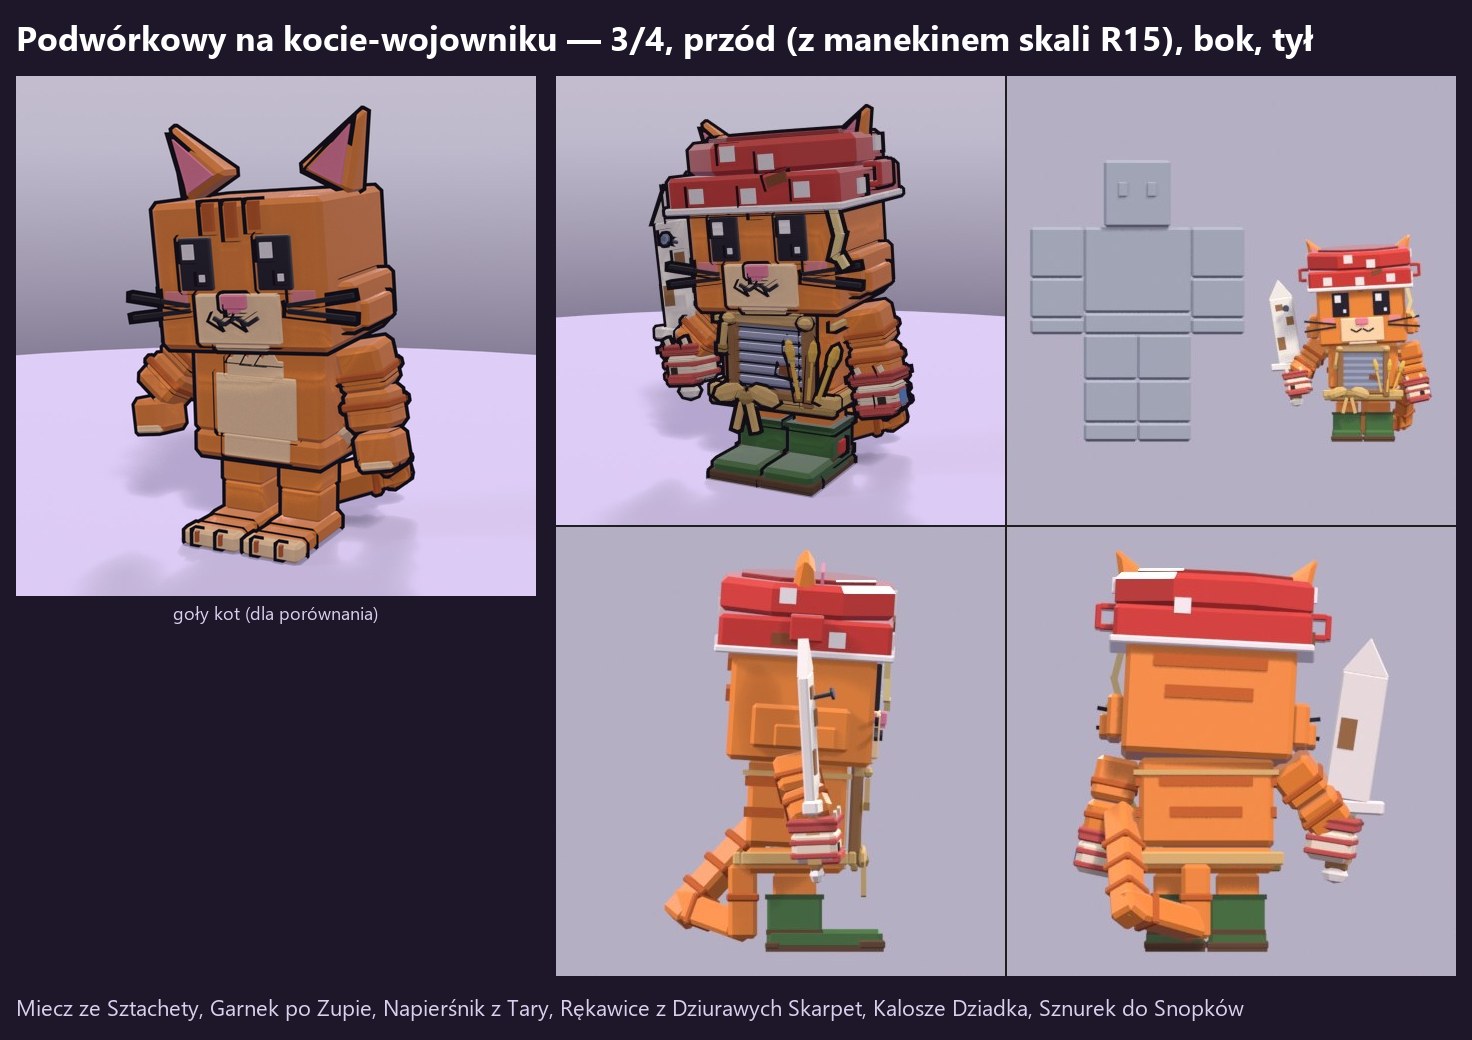 Podwórkowy na kocie-wojowniku — 3/4, przód (z manekinem skali R15), bok, tył
goły kot (dla porównania)
Miecz ze Sztachety, Garnek po Zupie, Napierśnik z Tary, Rękawice z Dziurawych Skarpet, Kalosze Dziadka, Sznurek do Snopków